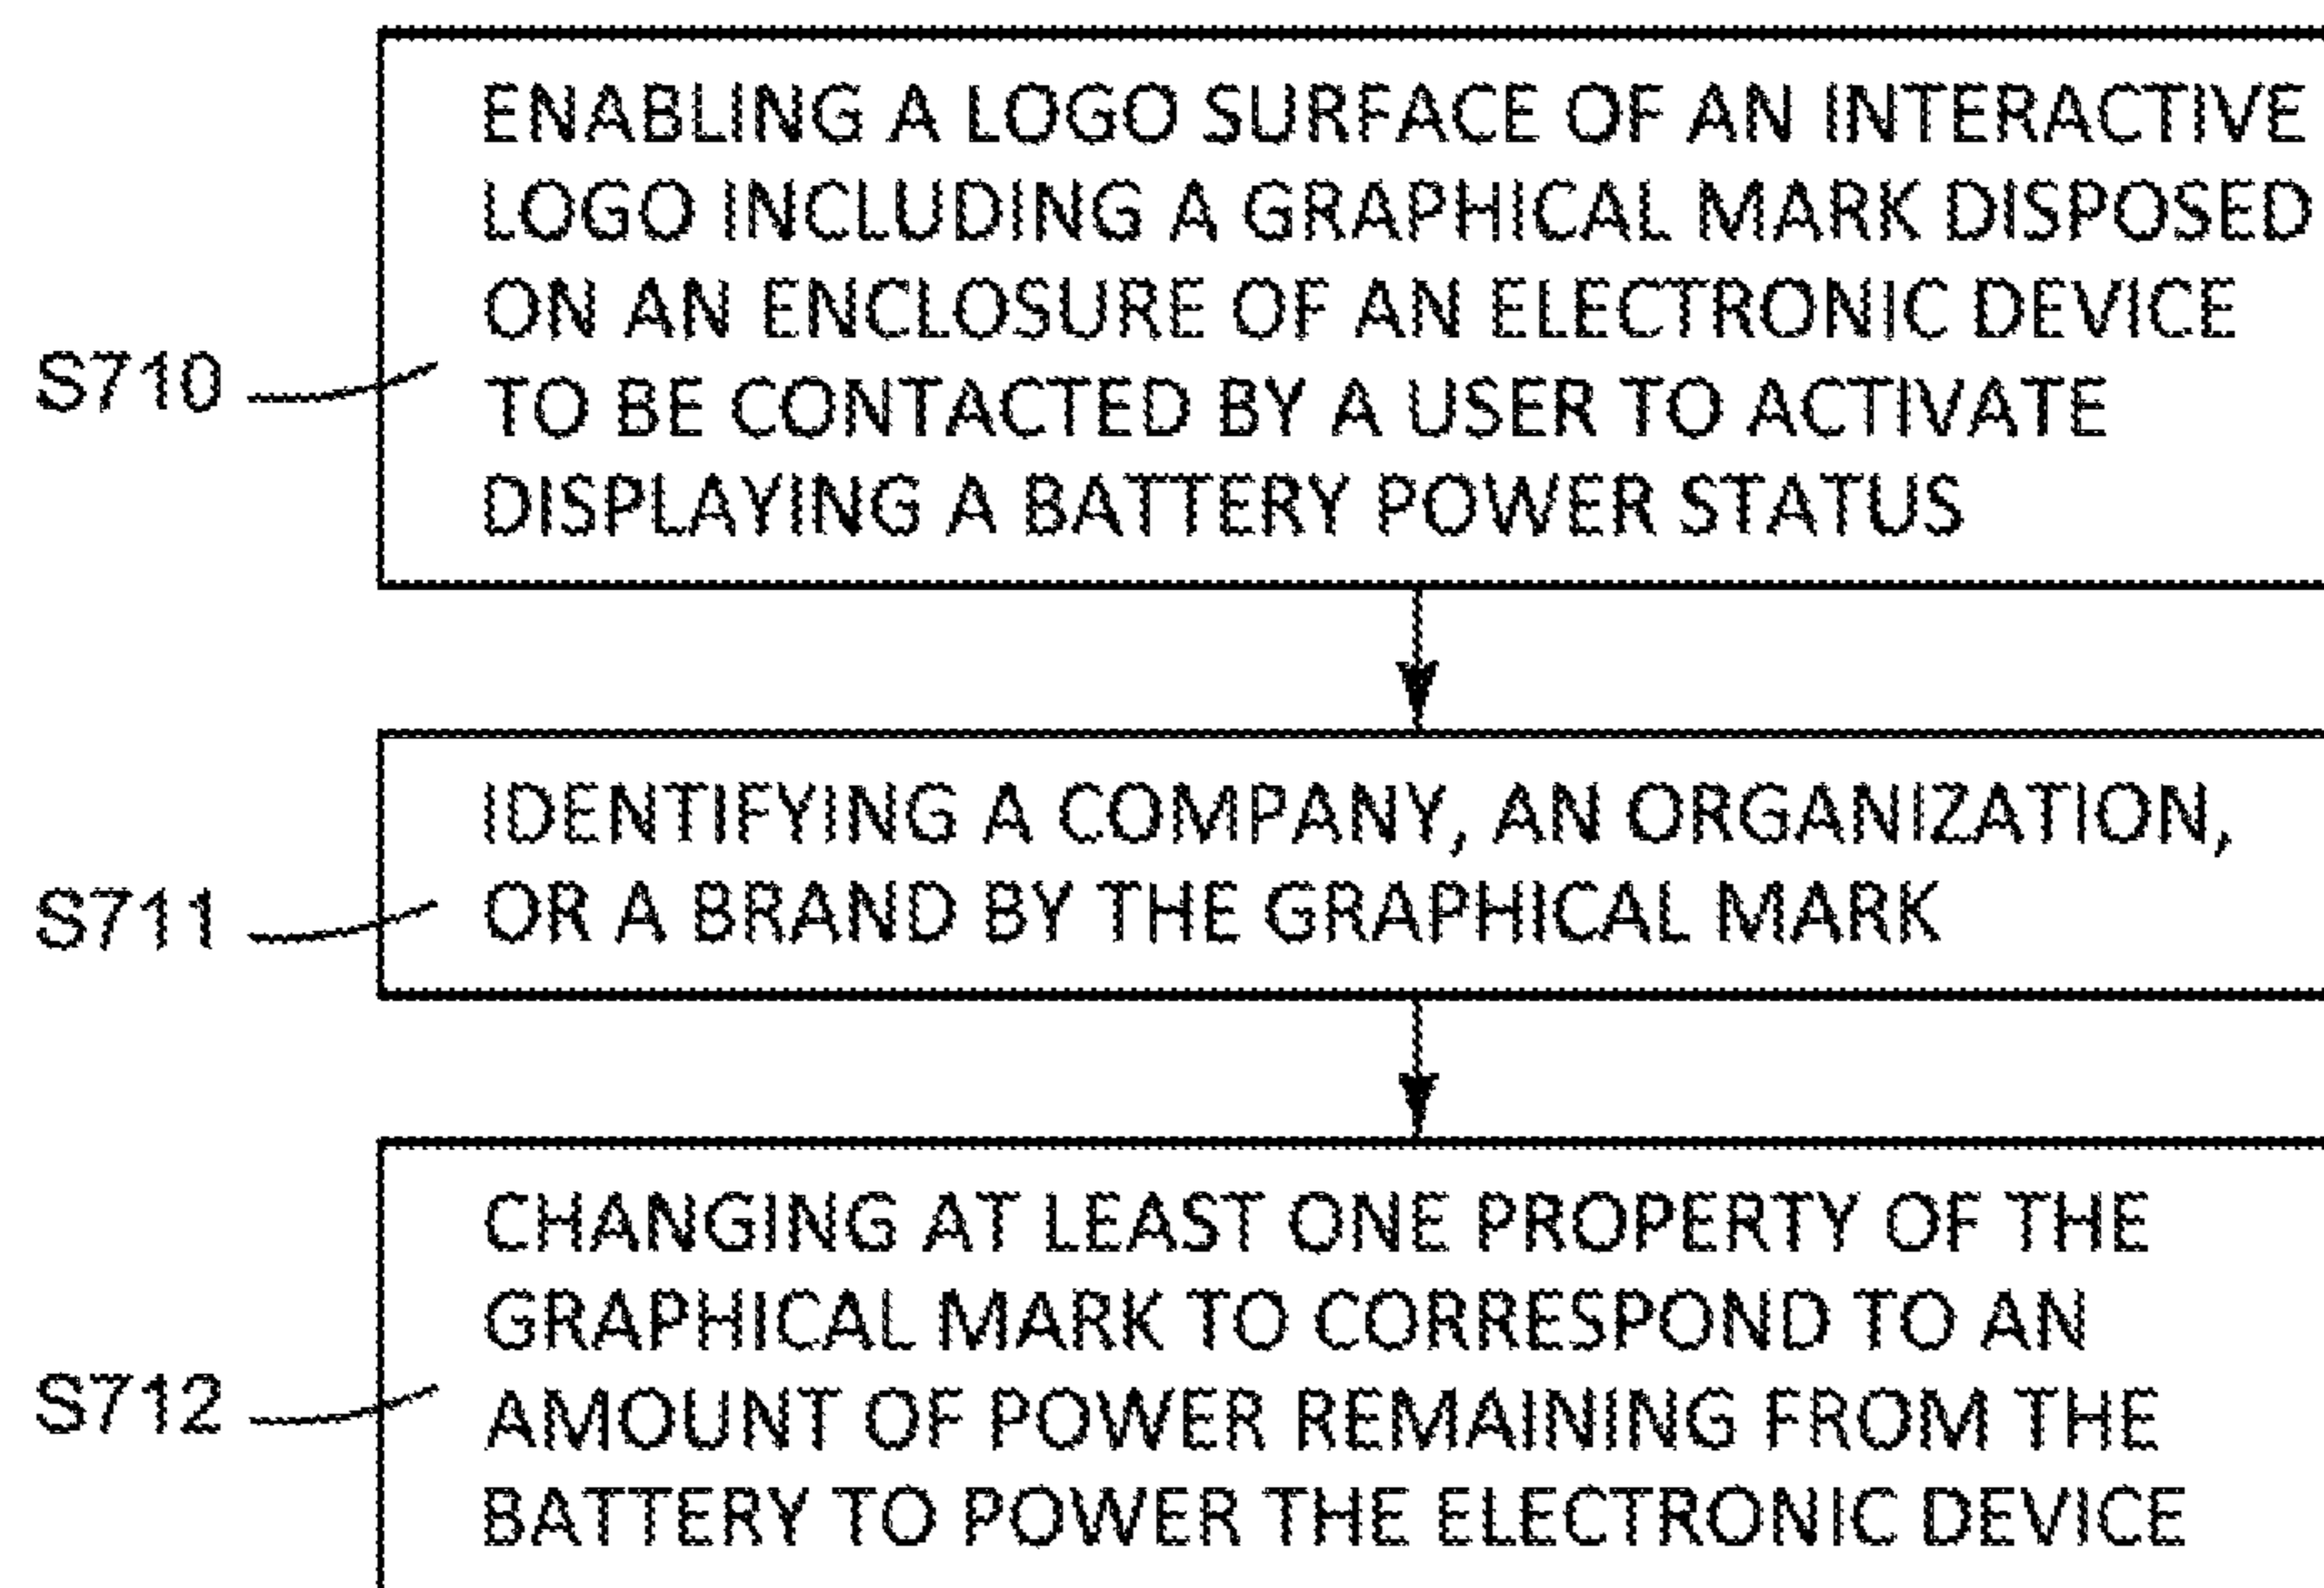 ENABLING A LOGO SURFACE OF AN INTERACTIVE
LOGO INCLUDING A GRAPHICAL MARK DISPOSED
ON AN ENCLOSURE OF AN ELECTRONIC DEVICE
S710
TO BE CONTACTED BY A USER TO ACTIVATE
DISPLAYING A BATTERY POWER STATUS
IDENTIFYING A COMPANY, AN ORGANIZATION,
S711
OR A BRAND BY THE GRAPHICAL MARK
CHANGING AT LEAST ONE PROPERTY OF THE
GRAPHICAL MARK TO CORRESPOND TO AN
S712
AMOUNT OF POWER REMAINING FROM THE
BATTERY TO POWER THE ELECTRONIC DEVICE